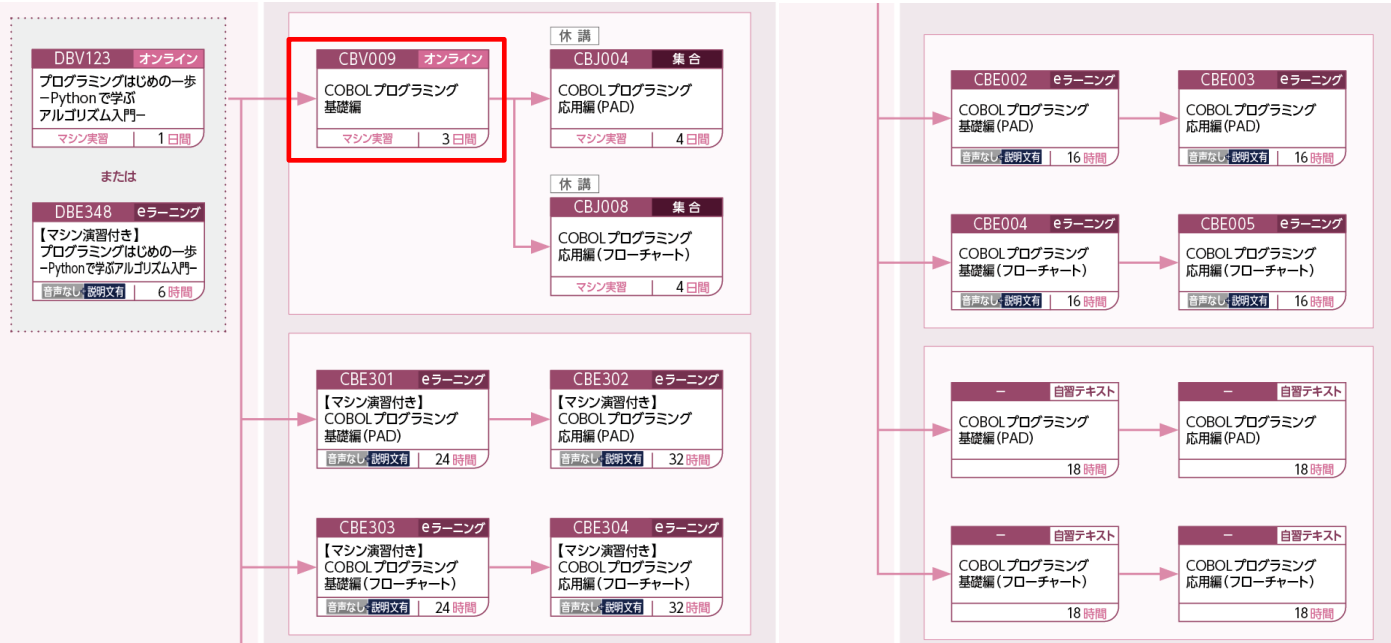 DBV123 オンライン
プログラミングはじめの一歩
－Pythonで学ぶ
アルゴリズム入門－
マシン実習 1日間
または
DBE348 eラーニング
【マシン演習付き】
プログラミングはじめの一歩
－Pythonで学ぶアルゴリズム入門－
音声なし・説明文有 6時間
CBV009 オンライン
COBOLプログラミング
基礎編
マシン実習 3日間
休講
CBJ004 集合
COBOLプログラミング
応用編（PAD）
マシン実習 4日間
休講
CBJ008 集合
COBOLプログラミング
応用編（フローチャート）
マシン実習 4日間
CBE301 eラーニング
【マシン演習付き】
COBOLプログラミング
基礎編（PAD）
音声なし・説明文有 24時間
CBE302 eラーニング
【マシン演習付き】
COBOLプログラミング
応用編（PAD）
音声なし・説明文有 32時間
CBE303 eラーニング
【マシン演習付き】
COBOLプログラミング
基礎編（フローチャート）
音声なし・説明文有 24時間
CBE304 eラーニング
【マシン演習付き】
COBOLプログラミング
応用編（フローチャート）
音声なし・説明文有 32時間
CBE002 eラーニング
COBOLプログラミング
基礎編（PAD）
音声なし・説明文有 16時間
CBE003 eラーニング
COBOLプログラミング
応用編（PAD）
音声なし・説明文有 16時間
CBE004 eラーニング
COBOLプログラミング
基礎編（フローチャート）
音声なし・説明文有 16時間
CBE005 eラーニング
COBOLプログラミング
応用編（フローチャート）
音声なし・説明文有 16時間
－ 自習テキスト
COBOLプログラミング
基礎編（PAD）
18時間
－ 自習テキスト
COBOLプログラミング
応用編（PAD）
18時間
－ 自習テキスト
COBOLプログラミング
基礎編（フローチャート）
18時間
－ 自習テキスト
COBOLプログラミング
応用編（フローチャート）
18時間